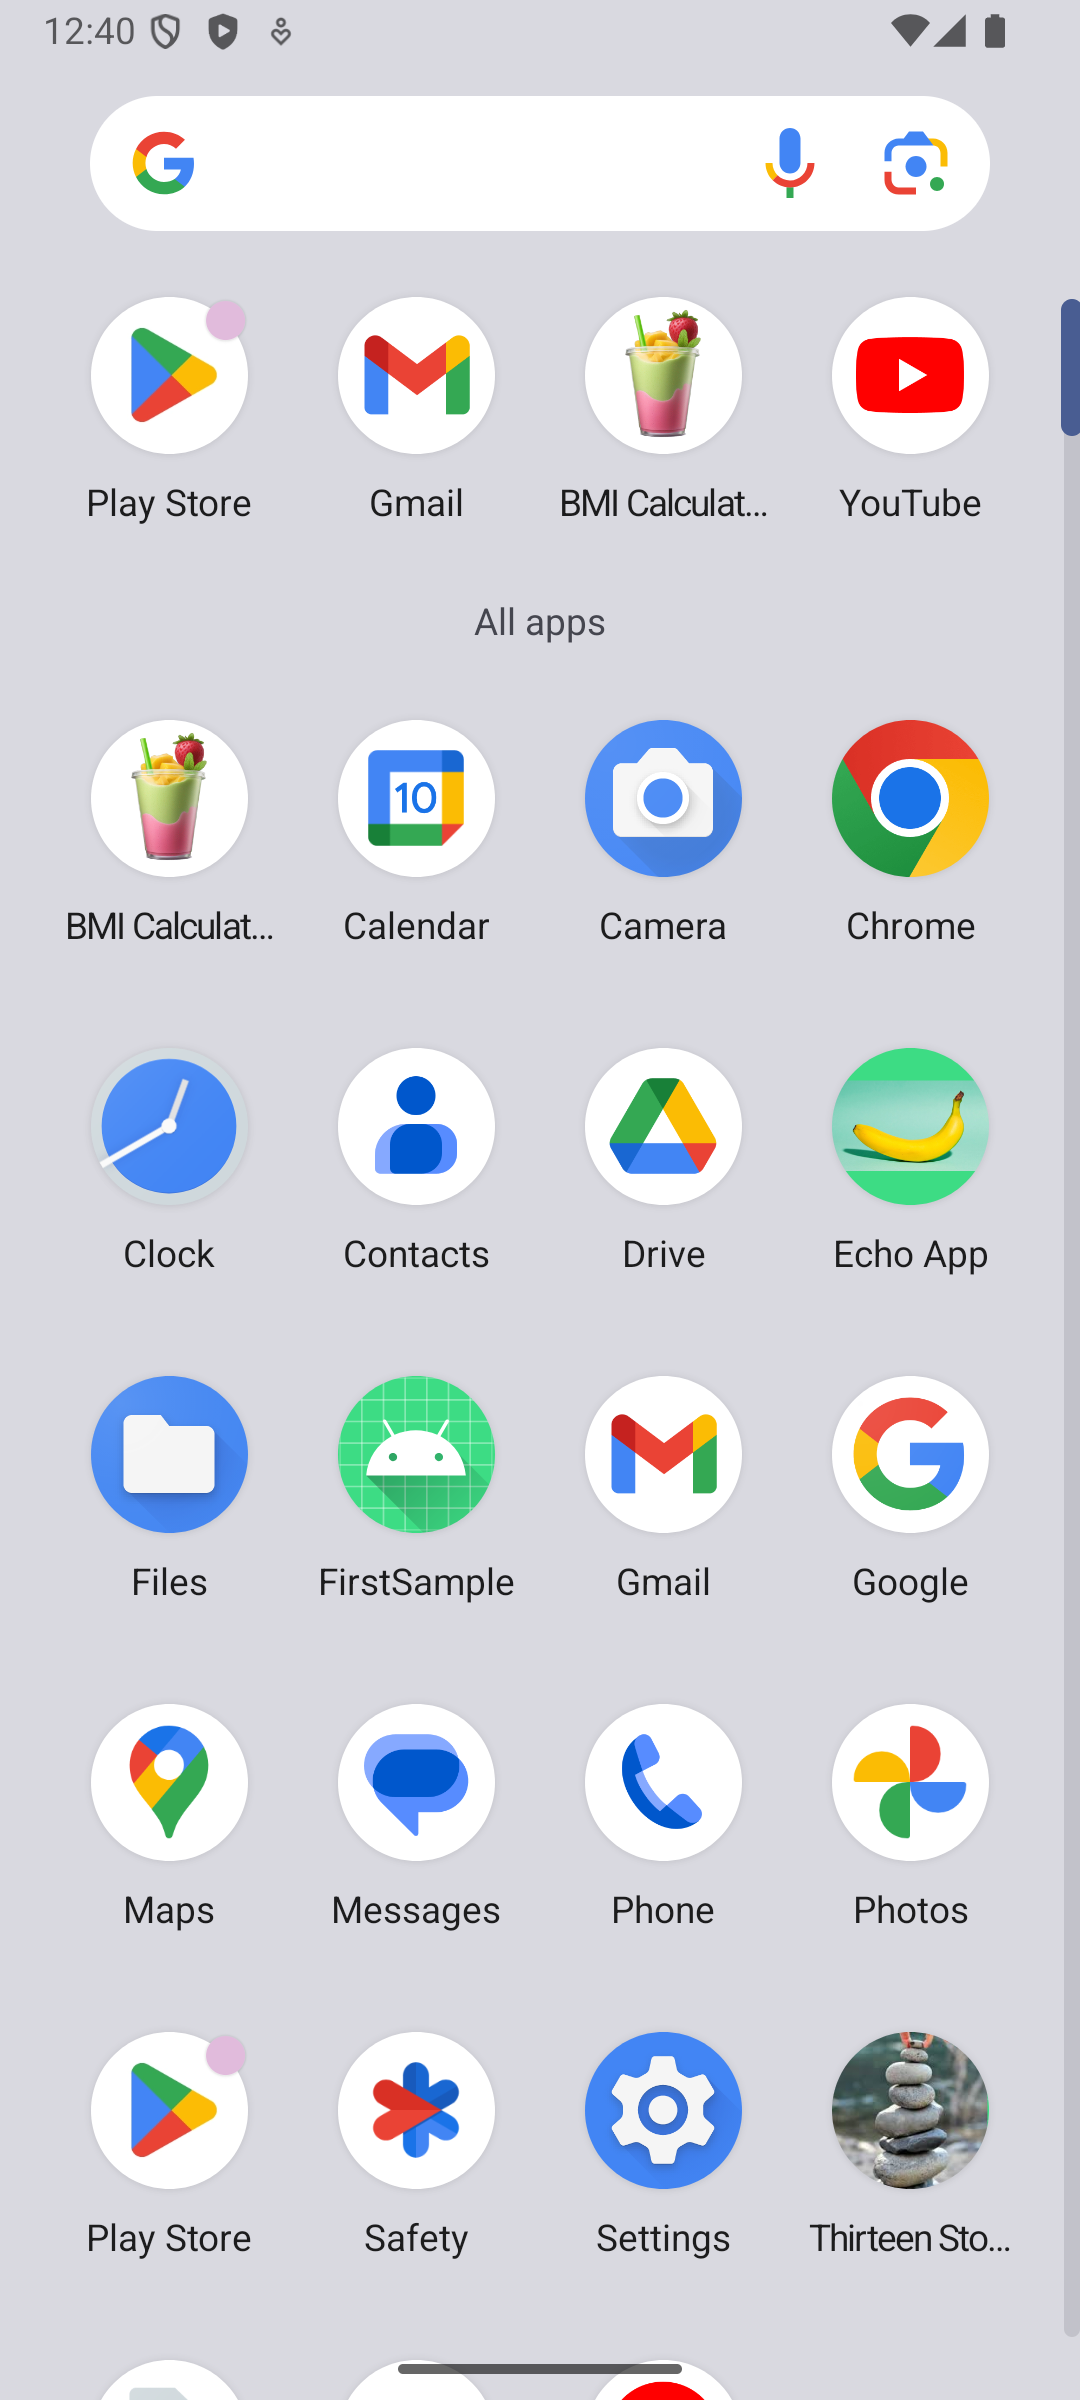 12:40
Play Store Gmail BMI Calculat... YouTube
All apps
BMI Calculat... Calendar Camera Chrome
Clock Contacts Drive Echo App
Files FirstSample Gmail Google
Maps Messages Phone Photos
Play Store Safety Settings Thirteen Sto...
10